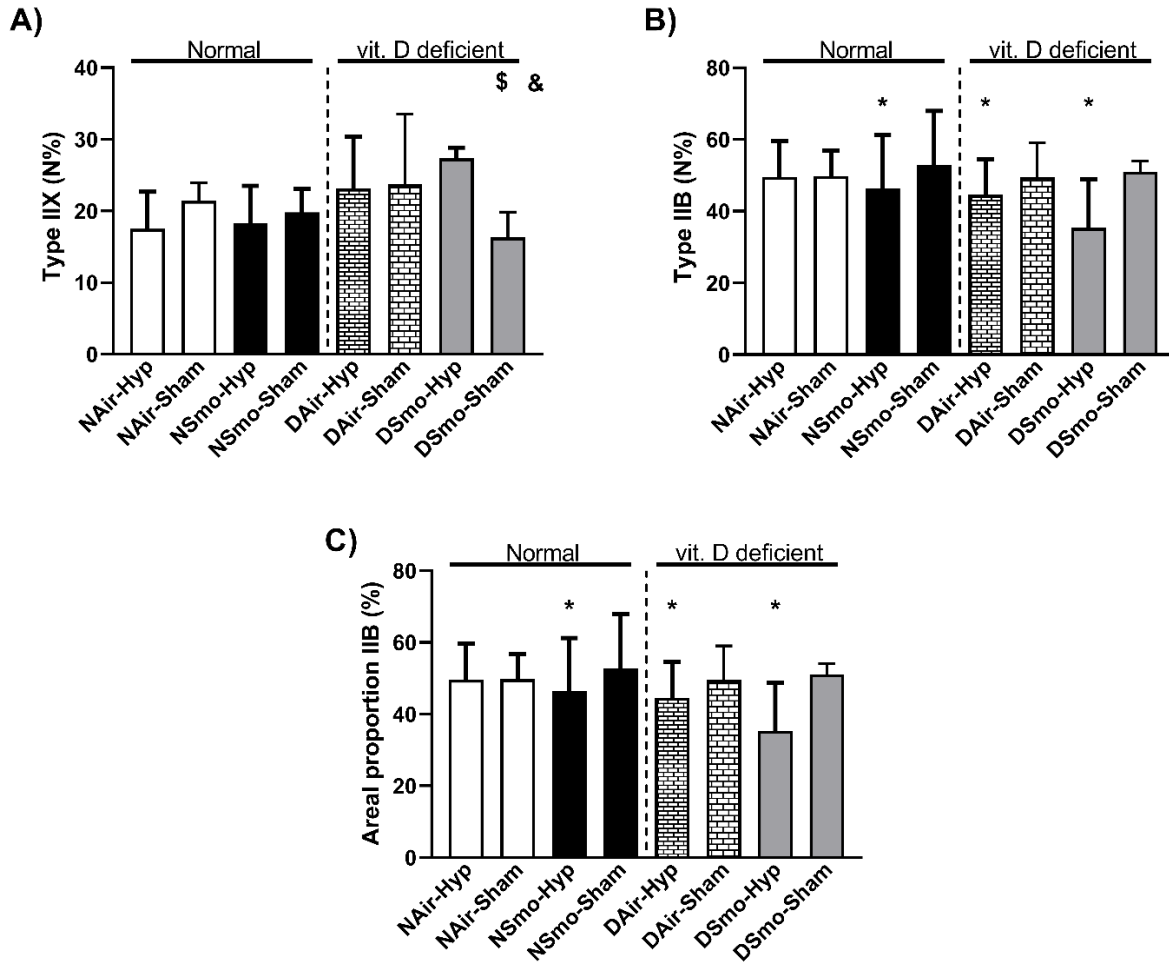 A)
Normal
vit. D deficient
Type IIX (N%)
40
30
20
10
0
$ &
NAir-Hyp
NAir-Sham
NSmo-Hyp
NSmo-Sham
DAir-Hyp
DAir-Sham
DSmo-Hyp
DSmo-Sham
B)
Normal
vit. D deficient
Type IIB (N%)
80
60
40
20
0
* * *
NAir-Hyp
NAir-Sham
NSmo-Hyp
NSmo-Sham
DAir-Hyp
DAir-Sham
DSmo-Hyp
DSmo-Sham
C)
Normal
vit. D deficient
Areal proportion IIB (%)
80
60
40
20
0
* * *
NAir-Hyp
NAir-Sham
NSmo-Hyp
NSmo-Sham
DAir-Hyp
DAir-Sham
DSmo-Hyp
DSmo-Sham